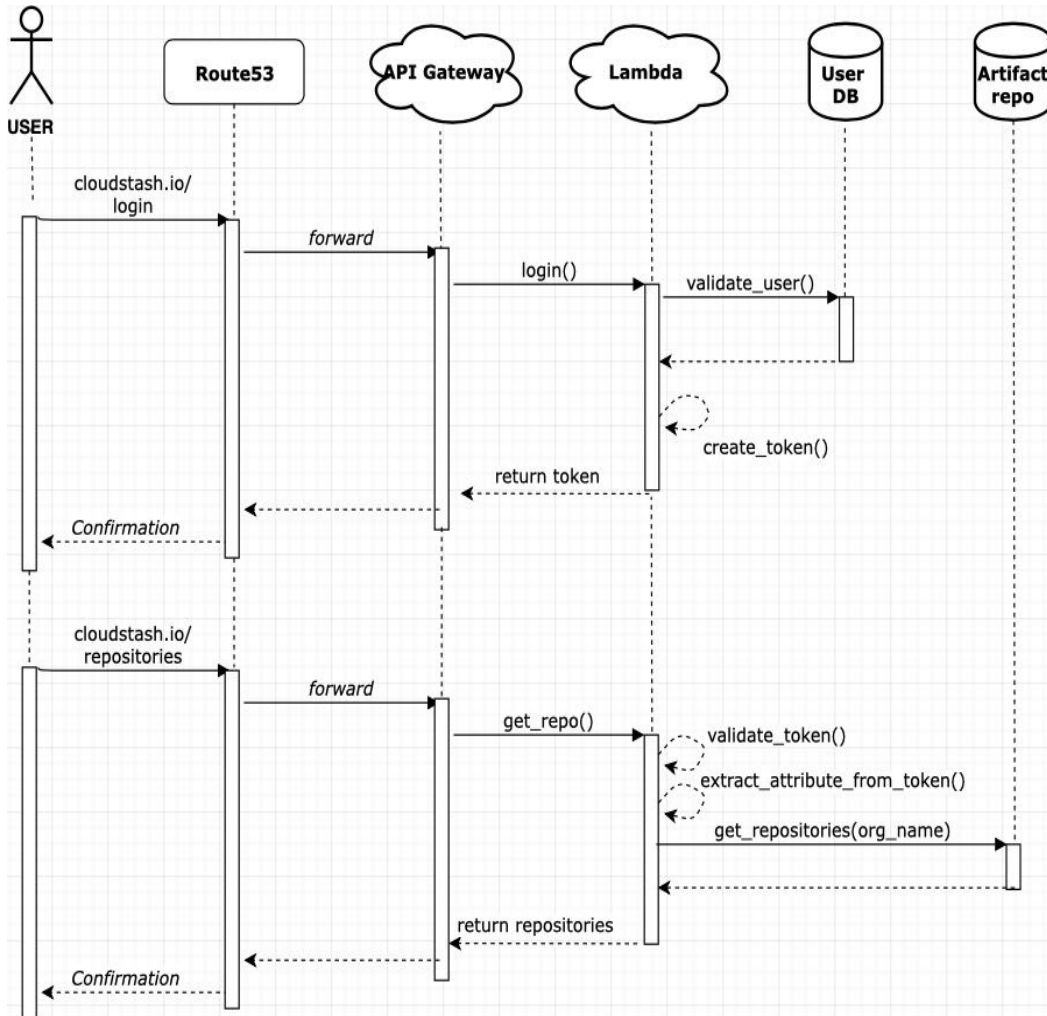 USER
Route53
API Gateway
Lambda
User
DB
Artifact
repo
cloudstash.io/
login
forward
login()
validate_user()
create_token()
return token
Confirmation
cloudstash.io/
repositories
forward
get_repo()
validate_token()
extract_attribute_from_token()
get_repositories(org_name)
return repositories
Confirmation